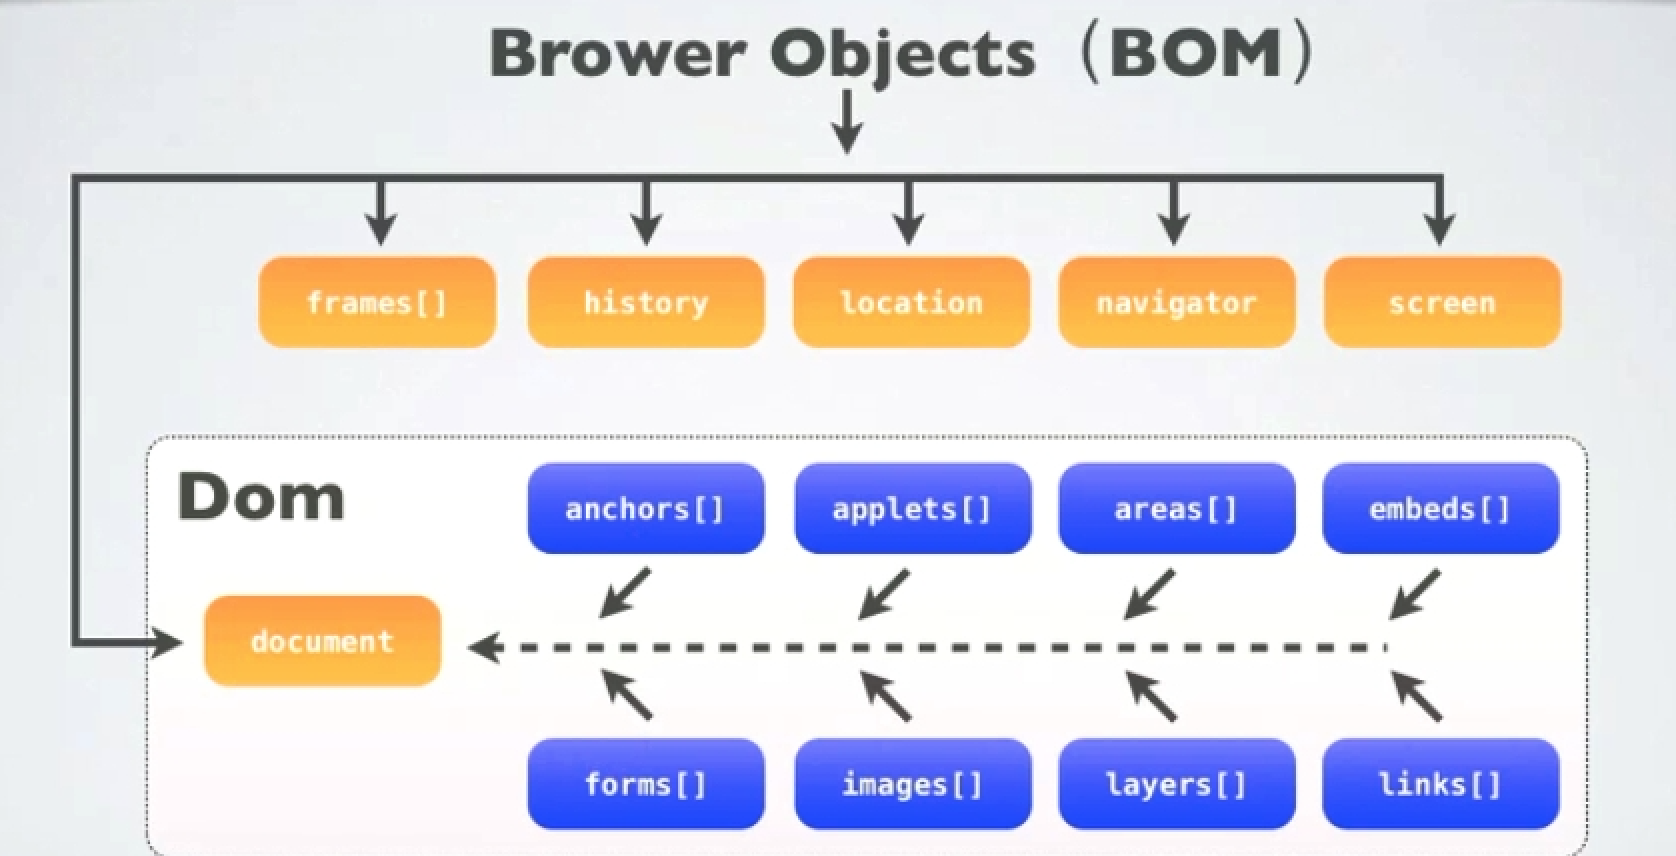 Brower Objects（BOM）
frames[] history location navigator screen
Dom
anchors[] applets[] areas[] embeds[]
document
forms[] images[] layers[] links[]